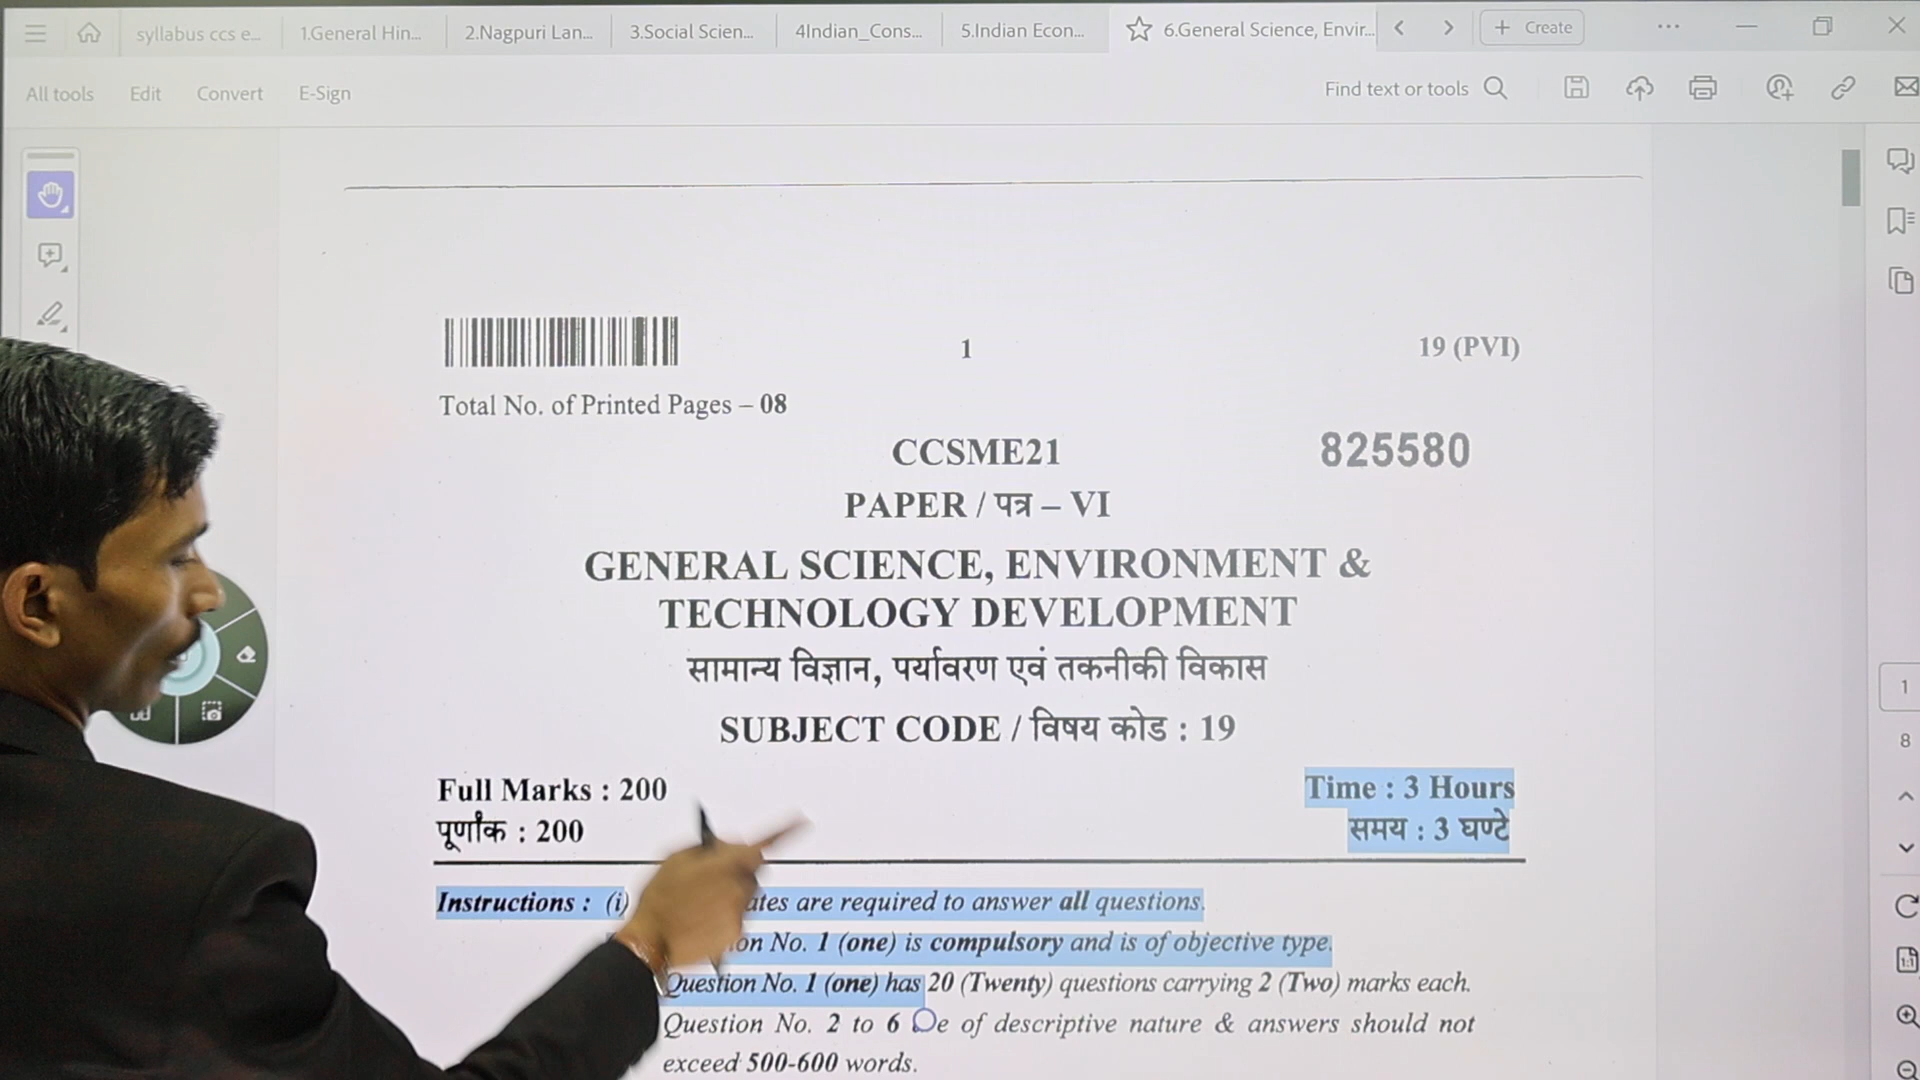 syllabus ccs e...
1.General Hin...
2.Nagpuri Lan...
3.Social Scien...
4Indian_Cons...
5.Indian Econ...
6.General Science, Envir...
Create
All tools
Edit
Convert
E-Sign
Find text or tools
1
19 (PVI)
Total No. of Printed Pages – 08
CCSME21
825580
PAPER / पत्र – VI
GENERAL SCIENCE, ENVIRONMENT &
TECHNOLOGY DEVELOPMENT
सामान्य विज्ञान, पर्यावरण एवं तकनीकी विकास
SUBJECT CODE / विषय कोड : 19
Full Marks : 200
Time : 3 Hours
पूर्णांक : 200
समय : 3 घण्टे
Instructions : (i) are required to answer all questions.
No. 1 (one) is compulsory and is of objective type.
Question No. 1 (one) has 20 (Twenty) questions carrying 2 (Two) marks each.
Question No. 2 to 6 of descriptive nature & answers should not
exceed 500-600 words.
1
8
1:1